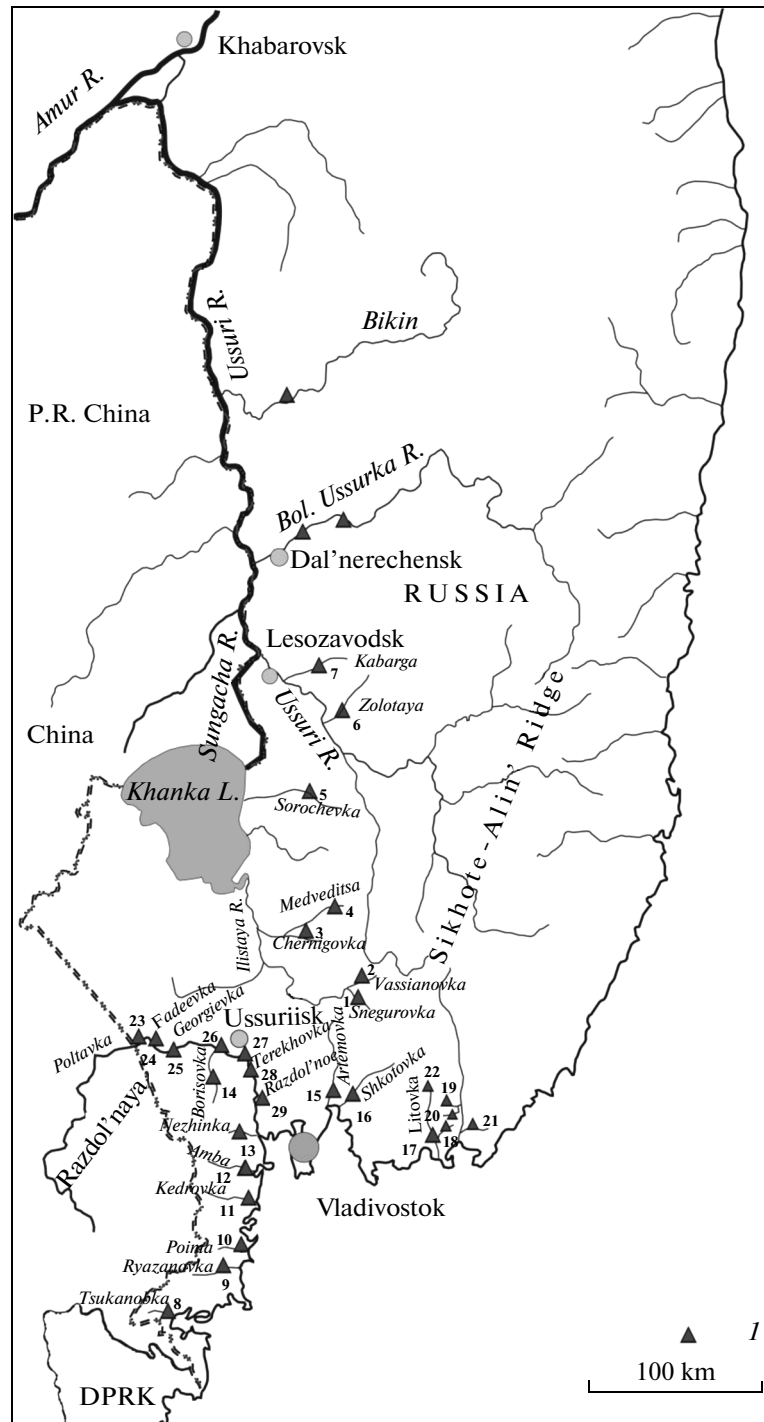 Khabarovsk
Amur R.
Ussuri R.
Bikin
P.R. China
Bol. Ussurka R.
Dal'nerechensk
RUSSIA
Lesozavodsk
Kabarga
7
Sungacha R.
Ussuri R.
Zolotaya
6
China
Khanka L.
5
Sorochevka
Sikhote-Alin' Ridge
Medveditsa
4
Ilistaya R.
3
Chernigovka
2
Vassianovka
1
Snegurovka
23
Fadeevka
Georgievka
Ussuriisk
Poltavka
24
25
26
27
Terekhovka
28
Borisovka
14
Razdol'noe
29
Artemovka
15
Shkotovka
16
Litovka
22
19
20
21
17
18
Razdol'naya
Nezhinka
13
Amba
12
Kedrovka
11
Vladivostok
10
Poima
Ryazanavka
9
Tsukanobka
8
1
100 km
DPRK